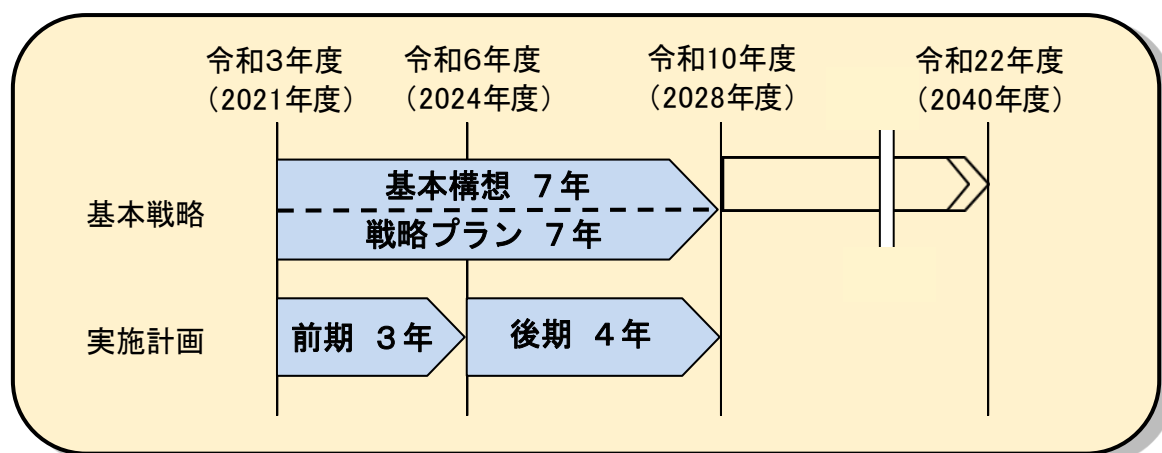 令和3年度
（2021年度）
令和6年度
（2024年度）
令和10年度
（2028年度）
令和22年度
（2040年度）
基本戦略
基本構想 ７年
戦略プラン ７年
実施計画
前期 ３年
後期 ４年